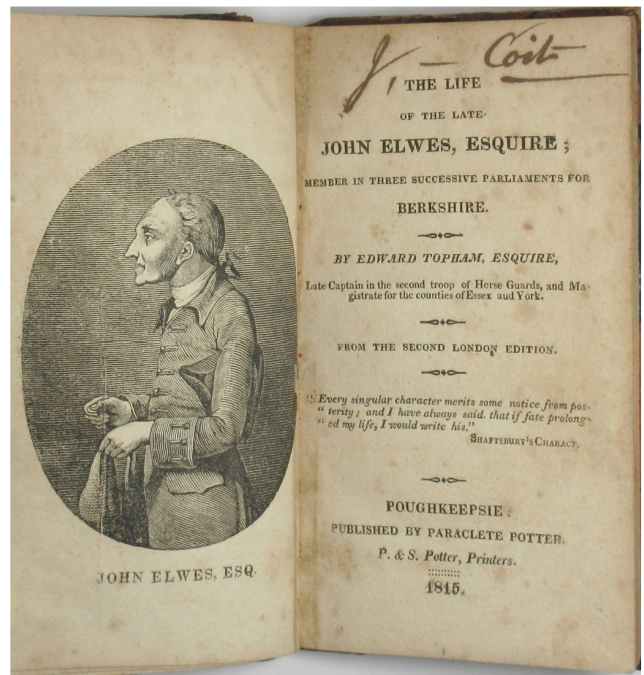 J, — Coit
THE LIFE
OF THE LATE
JOHN ELWES, ESQUIRE;
MEMBER IN THREE SUCCESSIVE PARLIAMENTS FOR
BERKSHIRE.
BY EDWARD TOPHAM, ESQUIRE,
Late Captain in the second troop of Horse Guards, and Ma-
gistrate for the counties of Essex and York.
FROM THE SECOND LONDON EDITION.
"Every singular character merits some notice from pos-
"terity; and I have always said, that if fate prolong-
"ed my life, I would write his."
SHAFTSBURY'S CHARACT.
POUGHKEEPSIE:
PUBLISHED BY PARACLETE POTTER.
P. & S. Potter, Printers.
1815.
JOHN ELWES, ESQ.